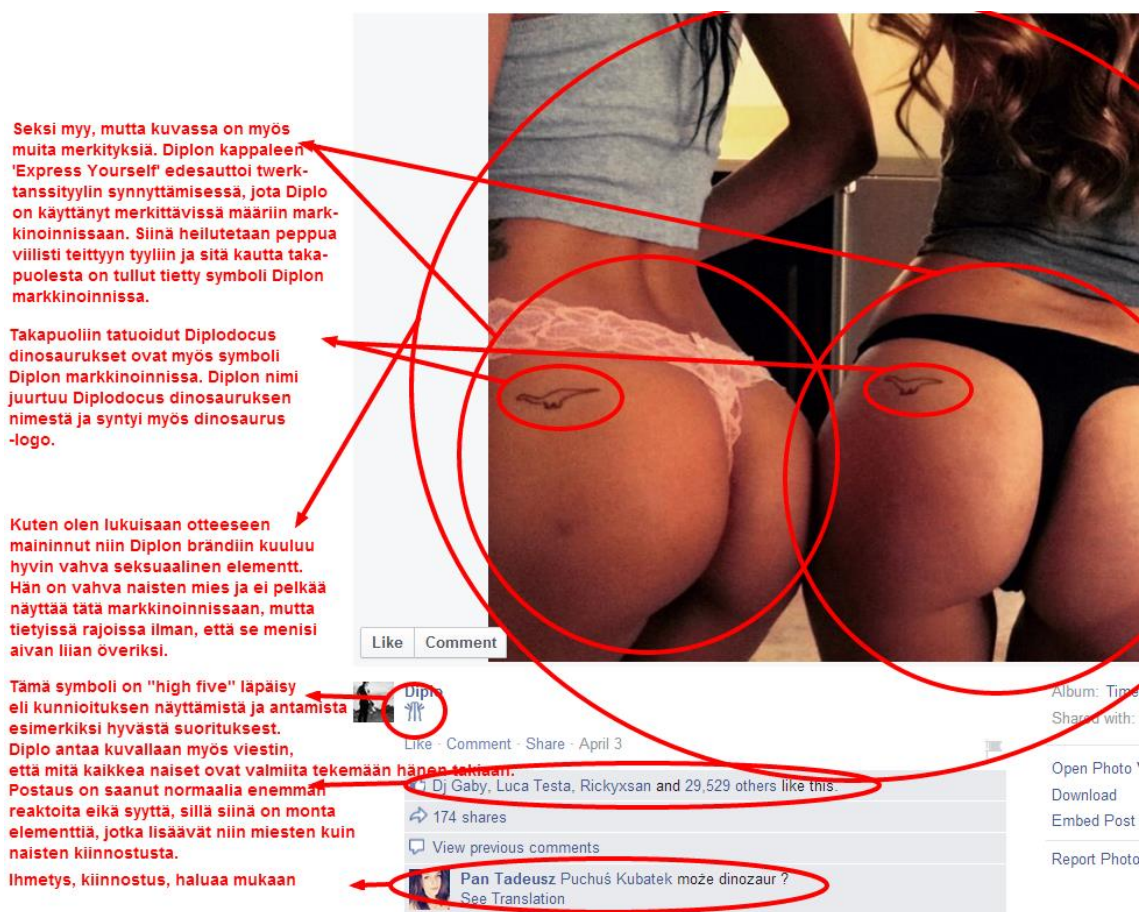 Seksi myy, mutta kuvassa on myös
muita merkityksiä. Diplon kappaleen
'Express Yourself' edesauttoi twerk-
tanssityylin synnyttämisessä, jota Diplo
on käyttänyt merkittävissä määriin mark-
kinoinnissaan. Siinä heilutetaan peppua
viilisti teittyyn tyyliin ja sitä kautta taka-
puolesta on tullut tietty symboli Diplon
markkinoinnissa.
Takapuoliin tatuoidut Diplodocus
dinosaurukset ovat myös symboli
Diplon markkinoinnissa. Diplon nimi
juurtuu Diplodocus dinosauruksen
nimestä ja syntyi myös dinosaurus
-logo.
Kuten olen lukuisaan otteeseen
maininnut niin Diplon brändiin kuuluu
hyvin vahva seksuaalinen elementt.
Hän on vahva naisten mies ja ei pelkää
näyttää tätä markkinoinnissaan, mutta
tietyissä rajoissa ilman, että se menisi
aivan liian överiksi.
Tämä symboli on "high five" läpäisy
eli kunnioituksen näyttämistä ja antamista
esimerkiksi hyvästä suorituksest.
Diplo antaa kuvallaan myös viestin,
että mitä kaikkea naiset ovat valmiita tekemään hänen takiaan.
Postaus on saanut normaalia enemmän
reaktoita eikä syyttä, sillä siinä on monta
elementtiä, jotka lisäävät niin miesten kuin
naisten kiinnostusta.
Ihmetys, kiinnostus, haluaa mukaan
Like Comment
Diplo
Like · Comment · Share · April 3
Dj Gaby, Luca Testa, Rickyxsan and 29,529 others like this.
174 shares
View previous comments
Pan Tadeusz Puchuś Kubatek może dinozaur ?
See Translation
Album: Time
Shared with:
Open Photo
Download
Embed Post
Report Photo